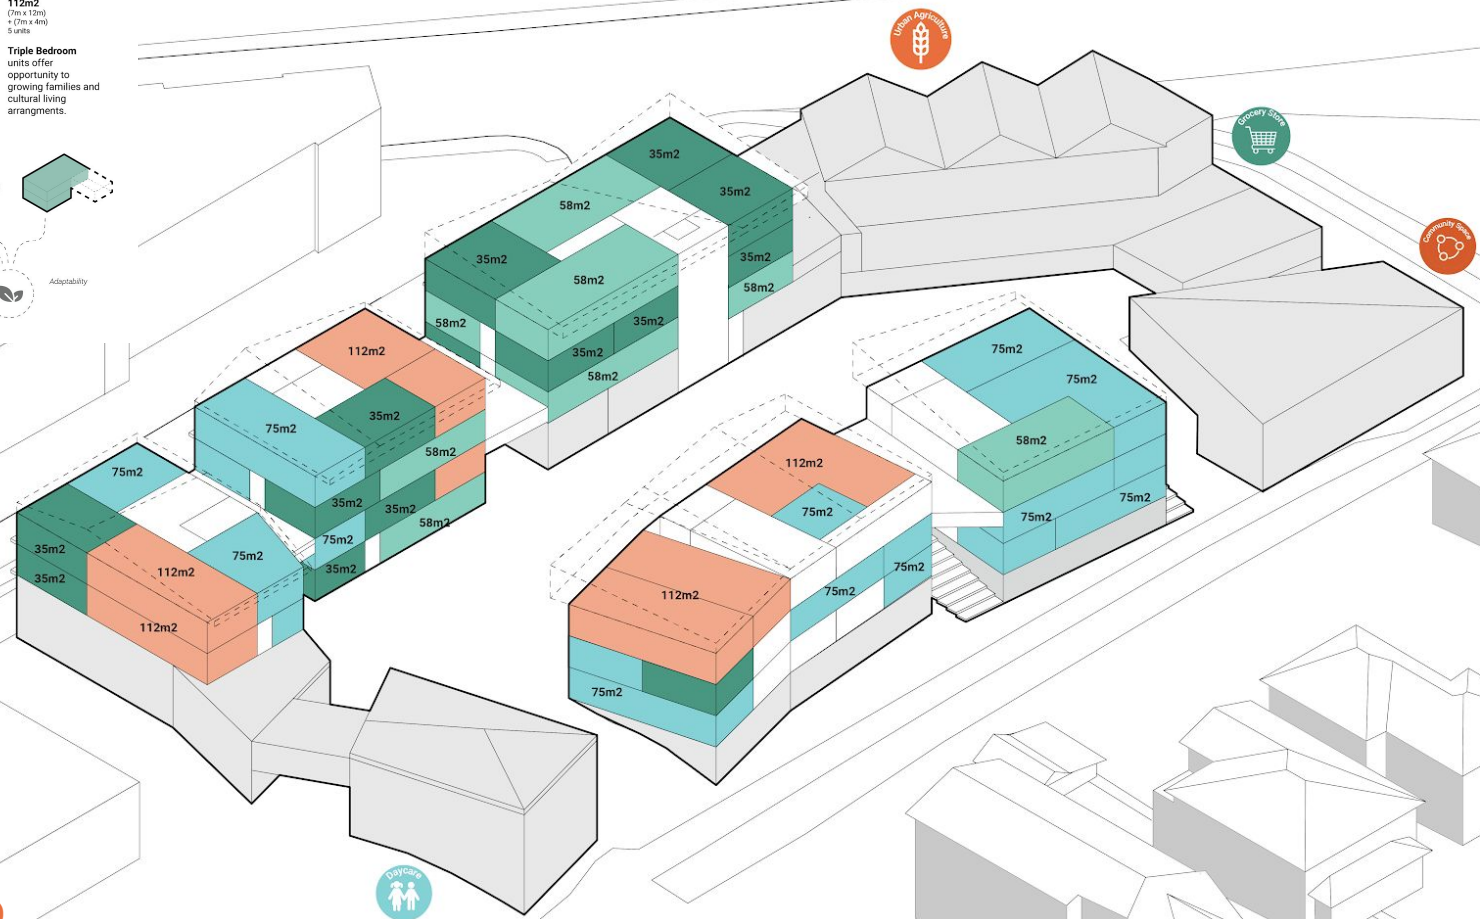 112m2
(7m x 12m)
+ (7m x 4m)
5 units
Triple Bedroom
units offer
opportunity to
growing families and
cultural living
arrangments.
Adaptability
Urban Agriculture
Grocery Store
Community Space
35m2
35m2
58m2
35m2
35m2
58m2
58m2
58m2
35m2
35m2
58m2
112m2
35m2
75m2
58m2
35m2
35m2
58m2
75m2
35m2
75m2
35m2
112m2
75m2
35m2
112m2
75m2
75m2
58m2
75m2
75m2
112m2
75m2
75m2
75m2
112m2
75m2
Daycare